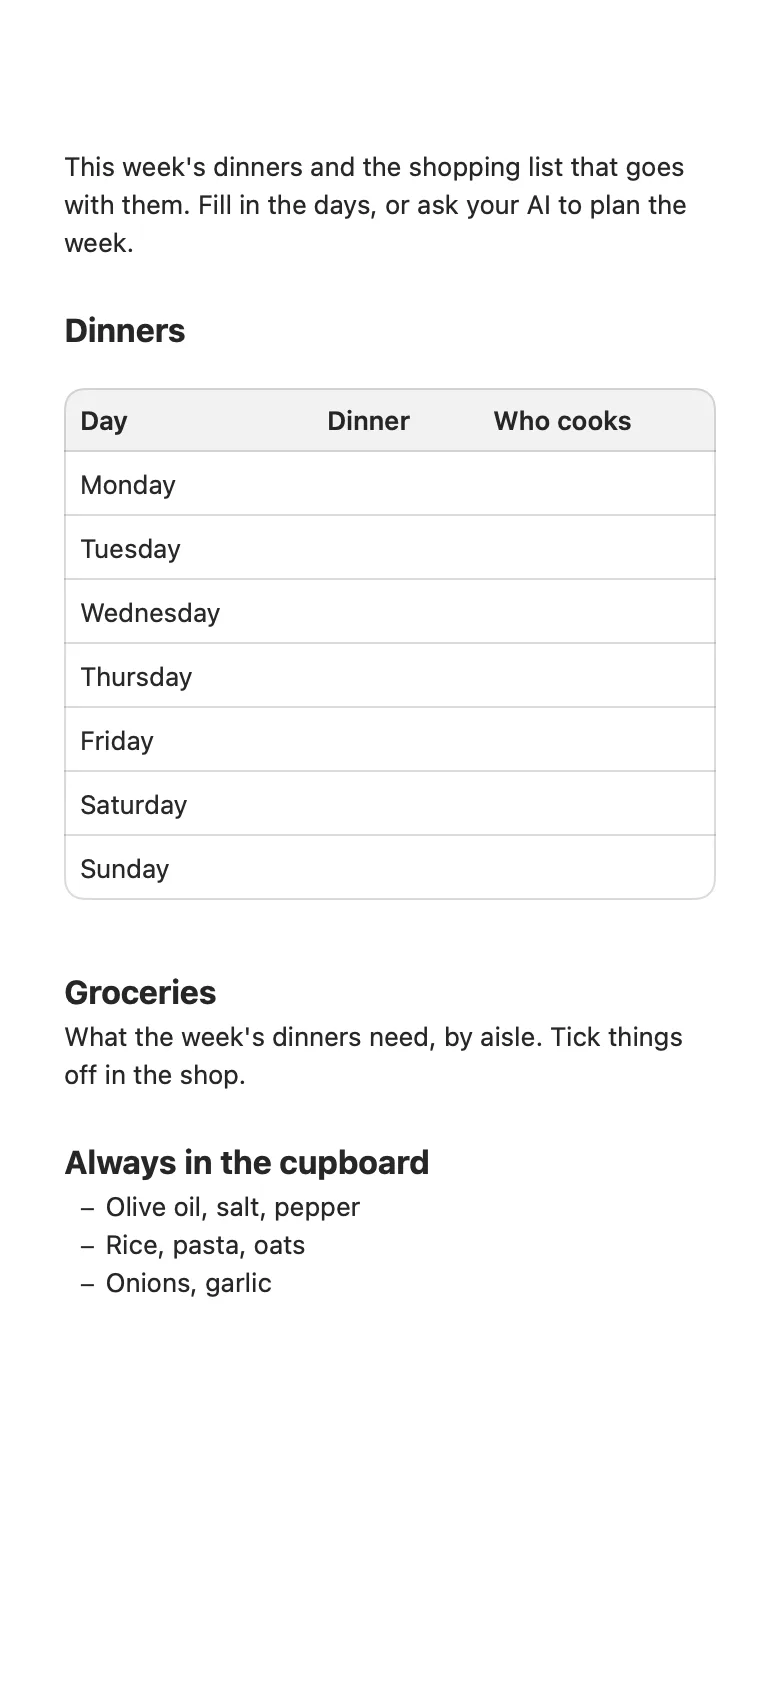 This week's dinners and the shopping list that goes
with them. Fill in the days, or ask your AI to plan the
week.
Dinners
Day Dinner Who cooks
Monday
Tuesday
Wednesday
Thursday
Friday
Saturday
Sunday
Groceries
What the week's dinners need, by aisle. Tick things
off in the shop.
Always in the cupboard
– Olive oil, salt, pepper
– Rice, pasta, oats
– Onions, garlic